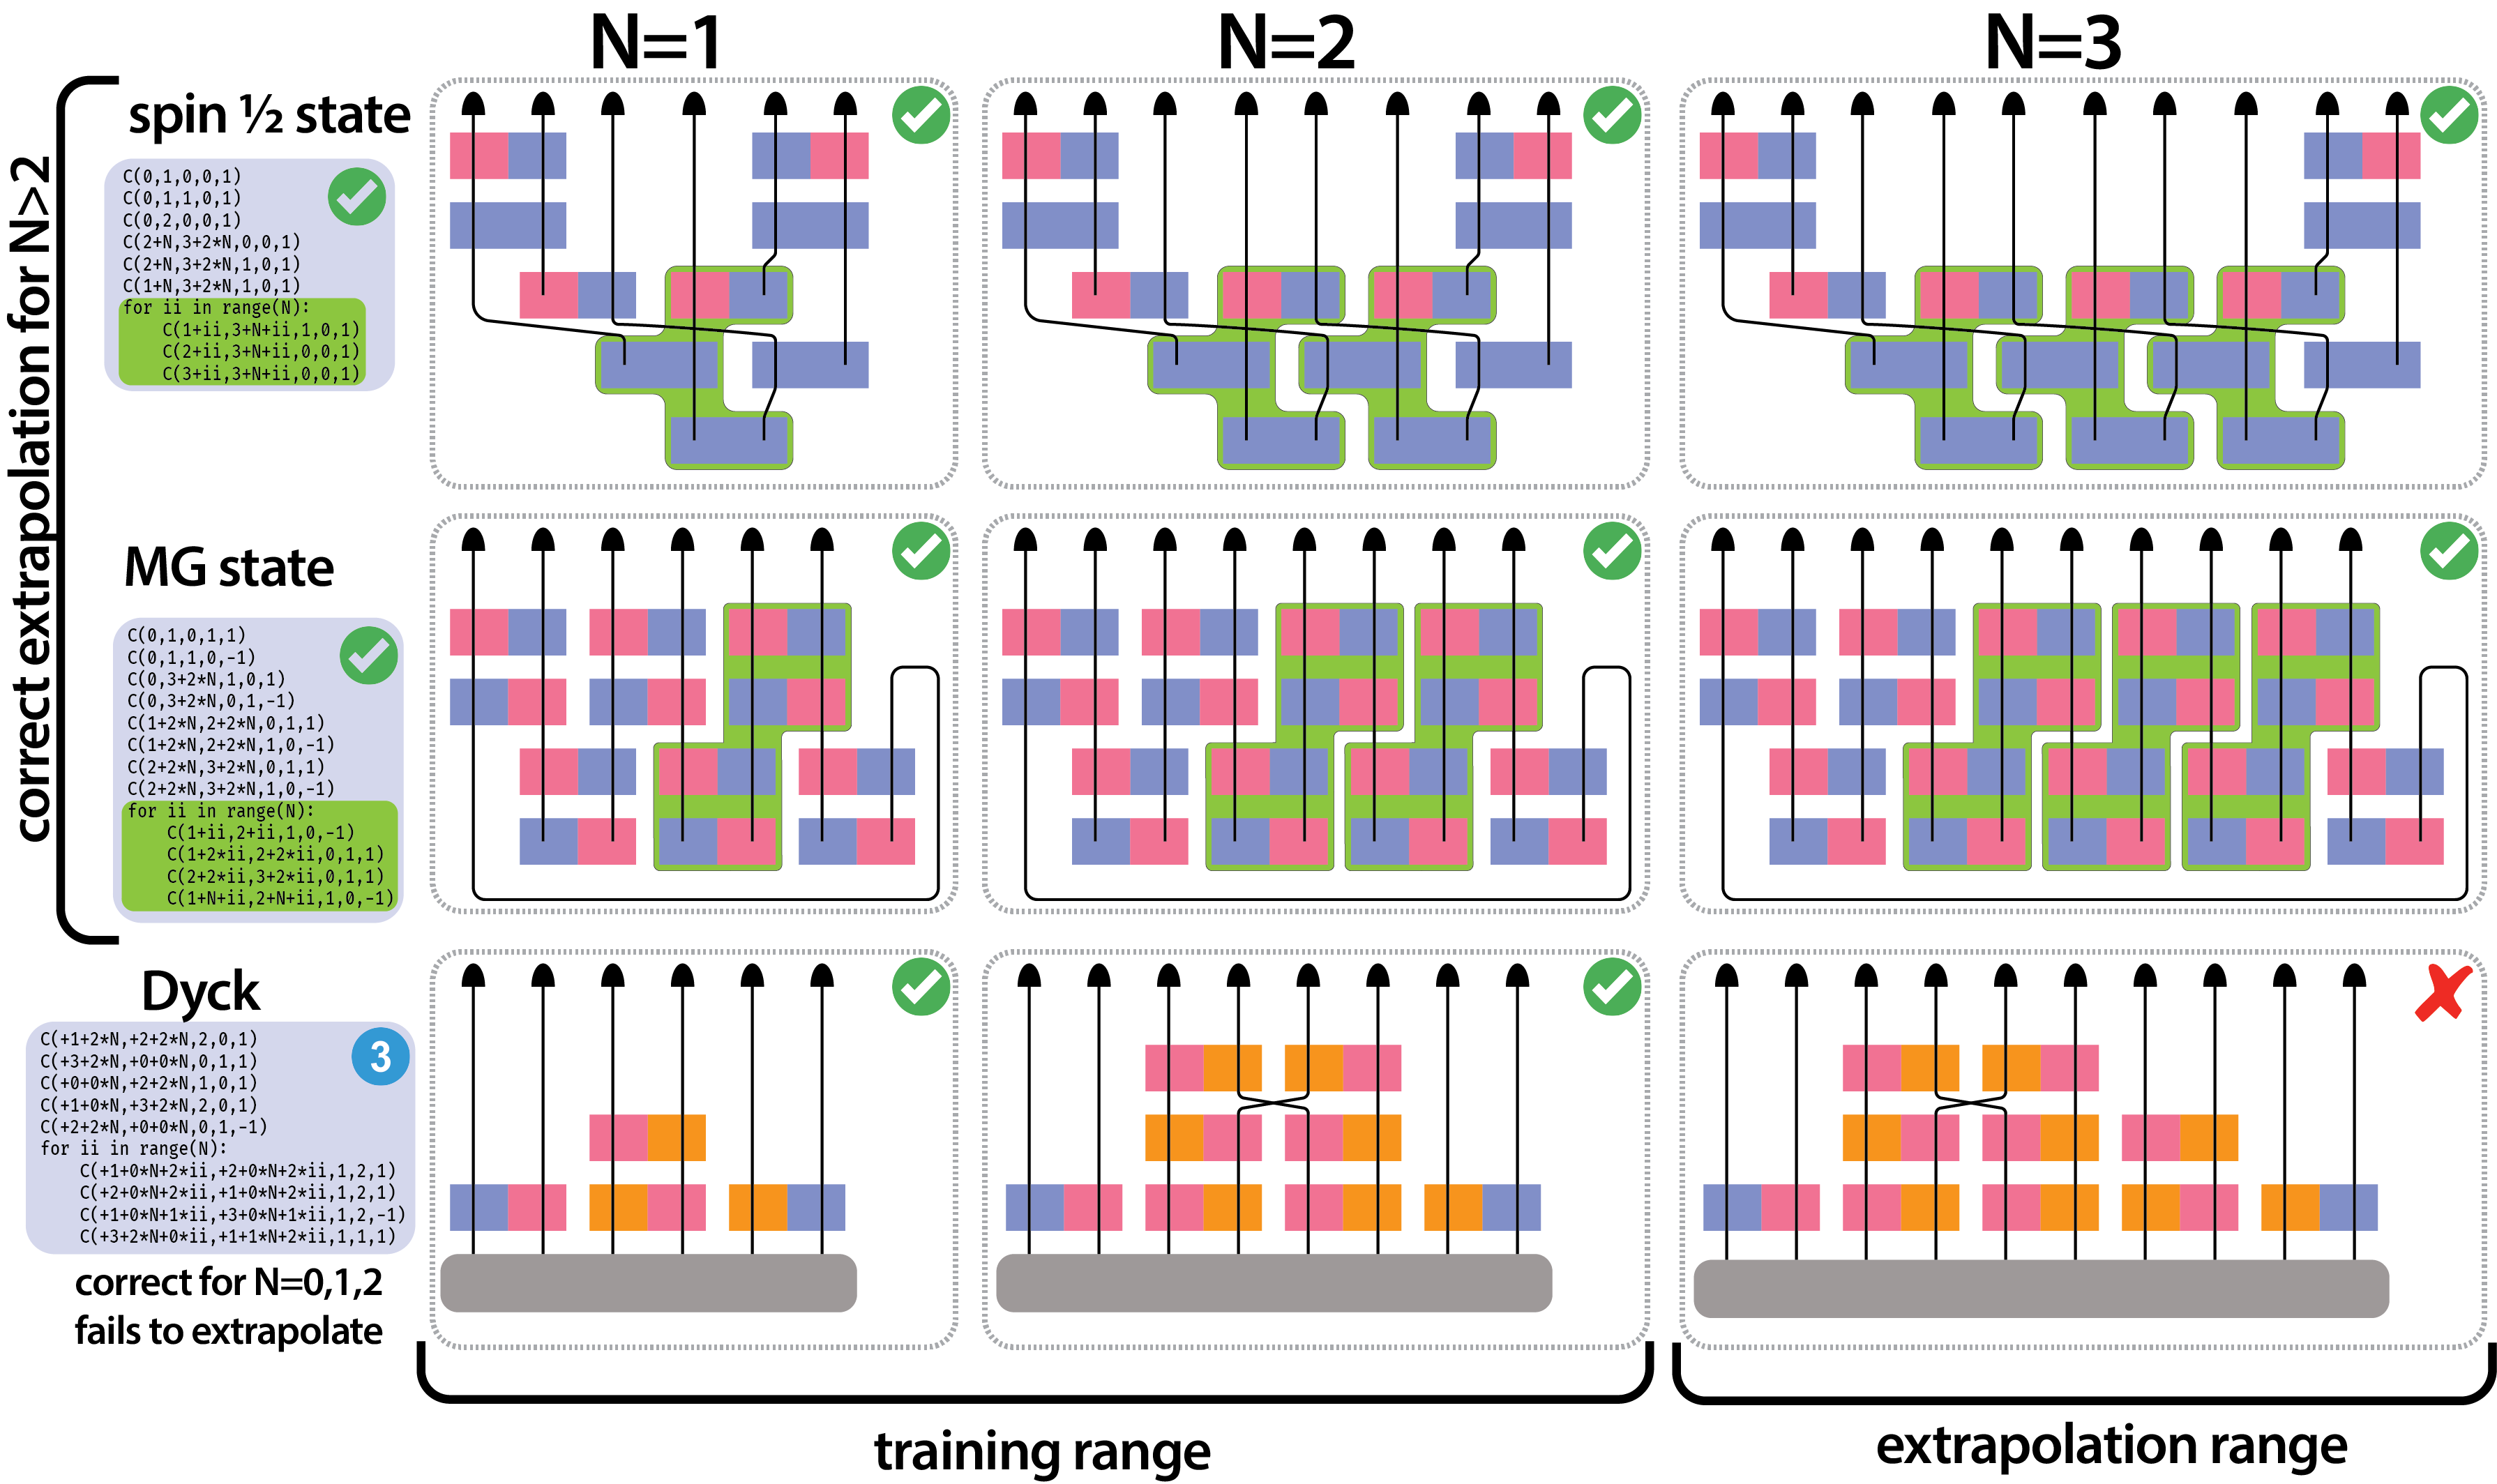 N=1
N=2
N=3
correct extrapolation for N>2
spin ½ state
C(0,1,0,0,1)
C(0,1,1,0,1)
C(0,2,0,0,1)
C(2+N,3+2*N,0,0,1)
C(2+N,3+2*N,1,0,1)
C(1+N,3+2*N,1,0,1)
for ii in range(N):
    C(1+ii,3+N+ii,1,0,1)
    C(2+ii,3+N+ii,0,0,1)
    C(3+ii,3+N+ii,0,0,1)
MG state
C(0,1,0,1,1)
C(0,1,1,0,-1)
C(0,3+2*N,1,0,1)
C(0,3+2*N,0,1,-1)
C(1+2*N,2+2*N,0,1,1)
C(1+2*N,2+2*N,1,0,-1)
C(2+2*N,3+2*N,0,1,1)
C(2+2*N,3+2*N,1,0,-1)
for ii in range(N):
    C(1+ii,2+ii,1,0,-1)
    C(1+2*ii,2+2*ii,0,1,1)
    C(2+2*ii,3+2*ii,0,1,1)
    C(1+N+ii,2+N+ii,1,0,-1)
Dyck
3
C(+1+2*N,+2+2*N,2,0,1)
C(+3+2*N,+0+0*N,0,1,1)
C(+0+0*N,+2+2*N,1,0,1)
C(+1+0*N,+3+2*N,2,0,1)
C(+2+2*N,+0+0*N,0,1,-1)
for ii in range(N):
    C(+1+0*N+2*ii,+2+0*N+2*ii,1,2,1)
    C(+2+0*N+2*ii,+1+0*N+2*ii,1,2,1)
    C(+1+0*N+1*ii,+3+0*N+1*ii,1,2,-1)
    C(+3+2*N+0*ii,+1+1*N+2*ii,1,1,1)
correct for N=0,1,2
fails to extrapolate
training range
extrapolation range